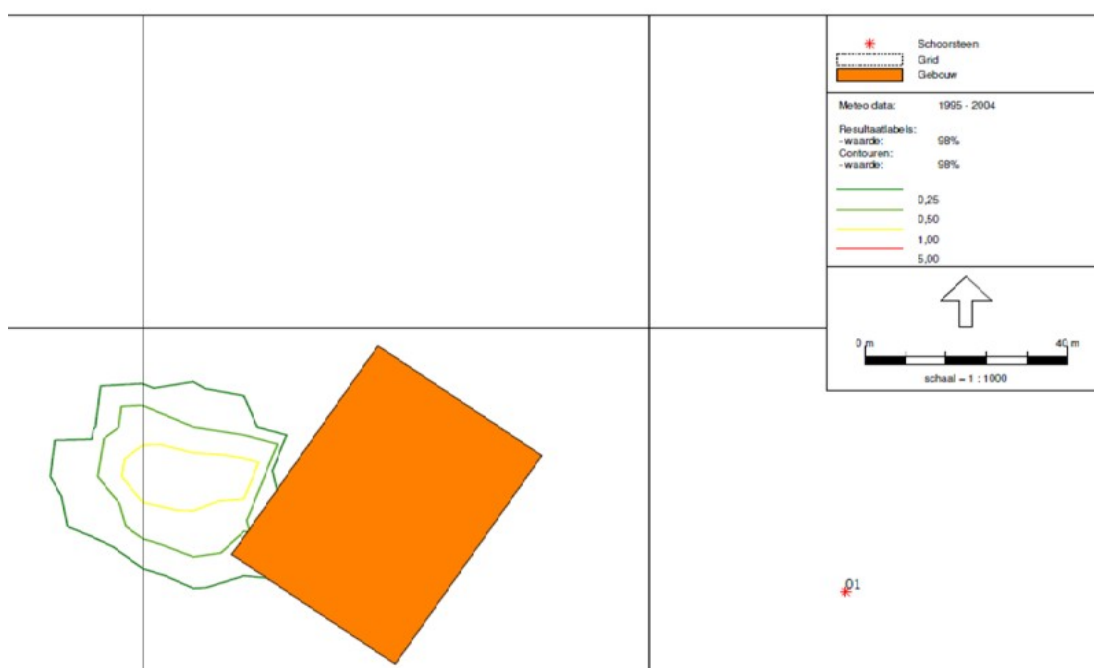 Schoorsteen
Grid
Gebouw
Meteo data: 1995 - 2004
Resultaatlabels:
-waarde: 98%
Contouren:
-waarde: 98%
0,25
0,50
1,00
5,00
0 m 40 m
schaal = 1 : 1000
01